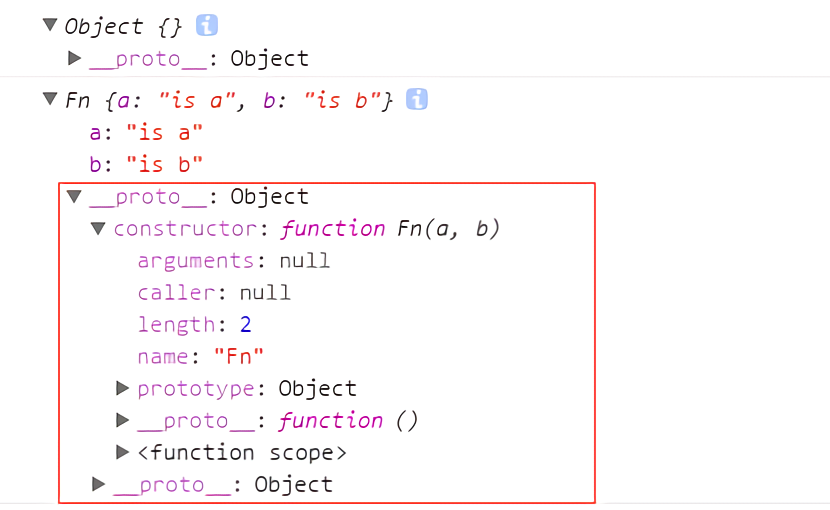 ▼ Object {} i
▶ __proto__: Object
▼ Fn {a: "is a", b: "is b"} i
a: "is a"
b: "is b"
▼ __proto__: Object
▼ constructor: function Fn(a, b)
arguments: null
caller: null
length: 2
name: "Fn"
▶ prototype: Object
▶ __proto__: function ()
▶ <function scope>
▶ __proto__: Object